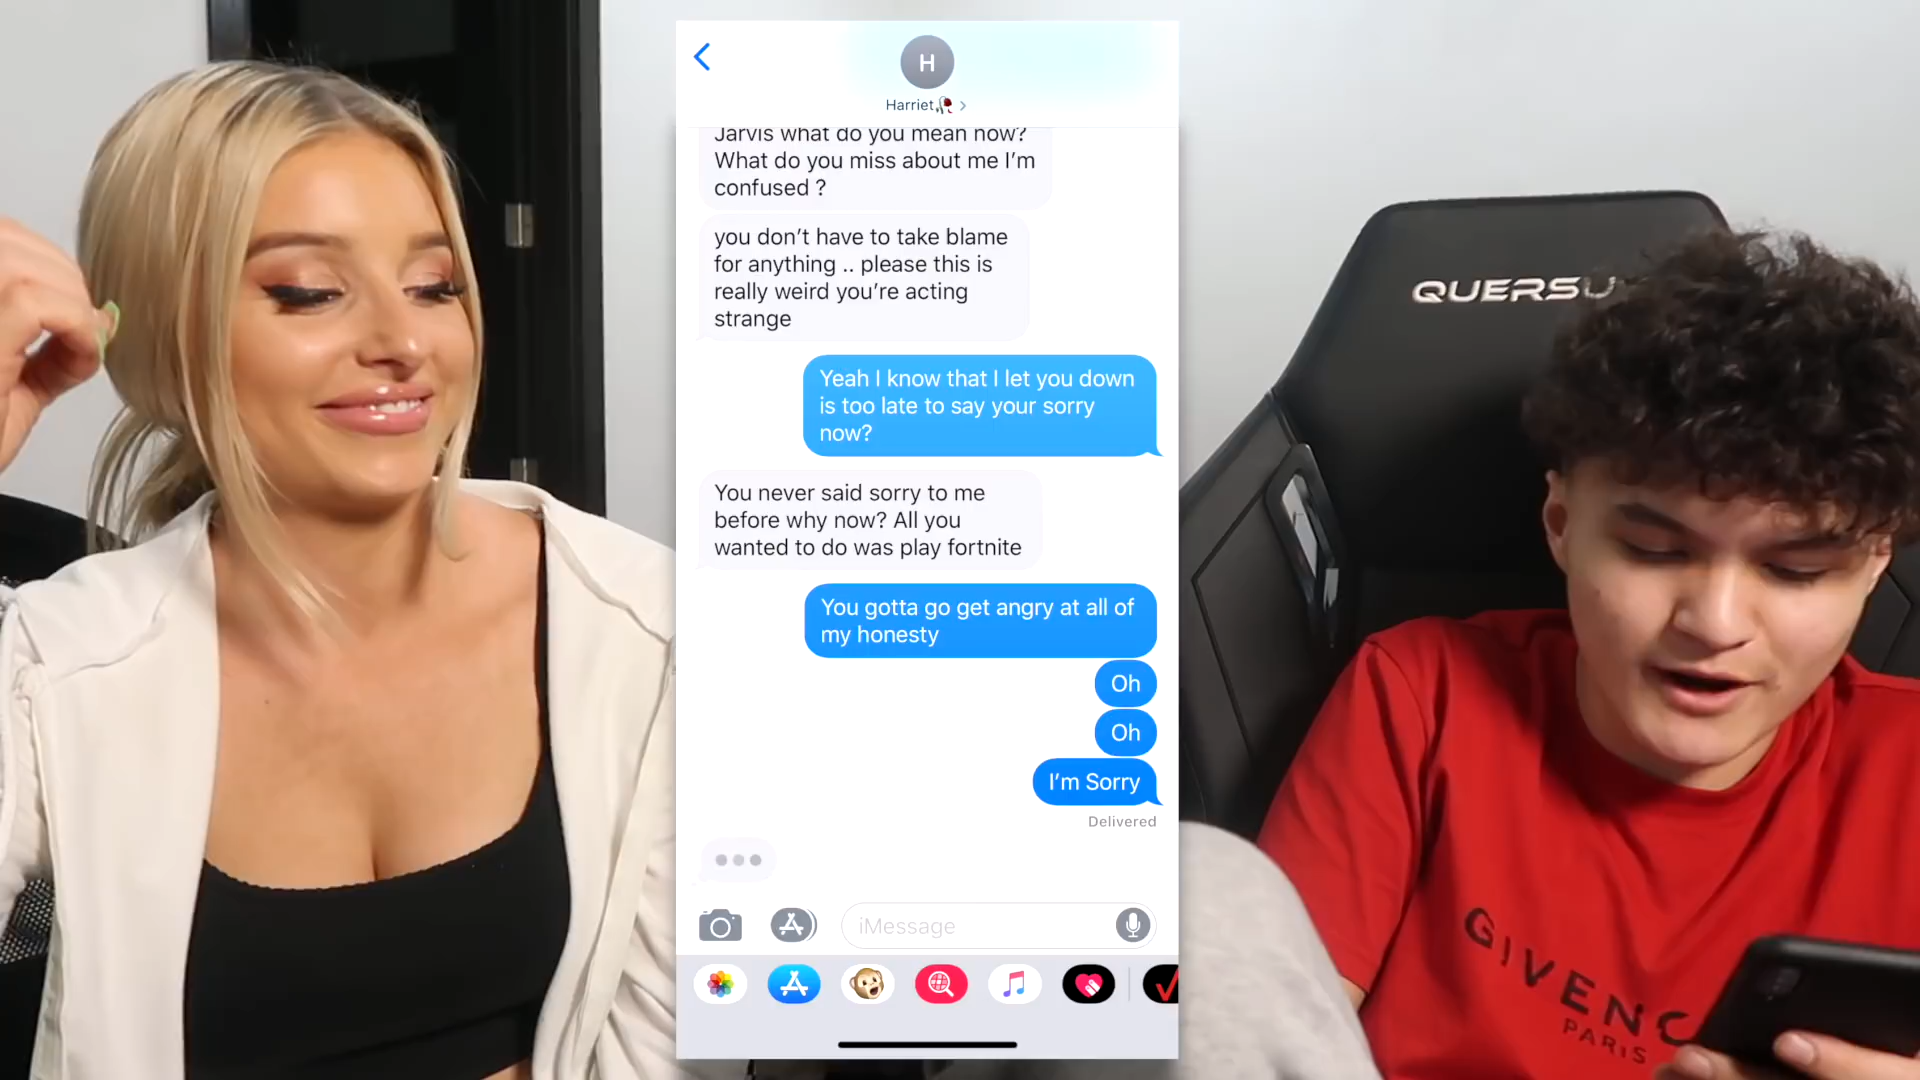 H
Harriet🥀 >
Jarvis what do you mean now?
What do you miss about me I’m
confused ?
you don’t have to take blame
for anything .. please this is
really weird you’re acting
strange
Yeah I know that I let you down
is too late to say your sorry
now?
You never said sorry to me
before why now? All you
wanted to do was play fortnite
You gotta go get angry at all of
my honesty
Oh
Oh
I’m Sorry
Delivered
iMessage
QUERSU
GIVENC
PARIS